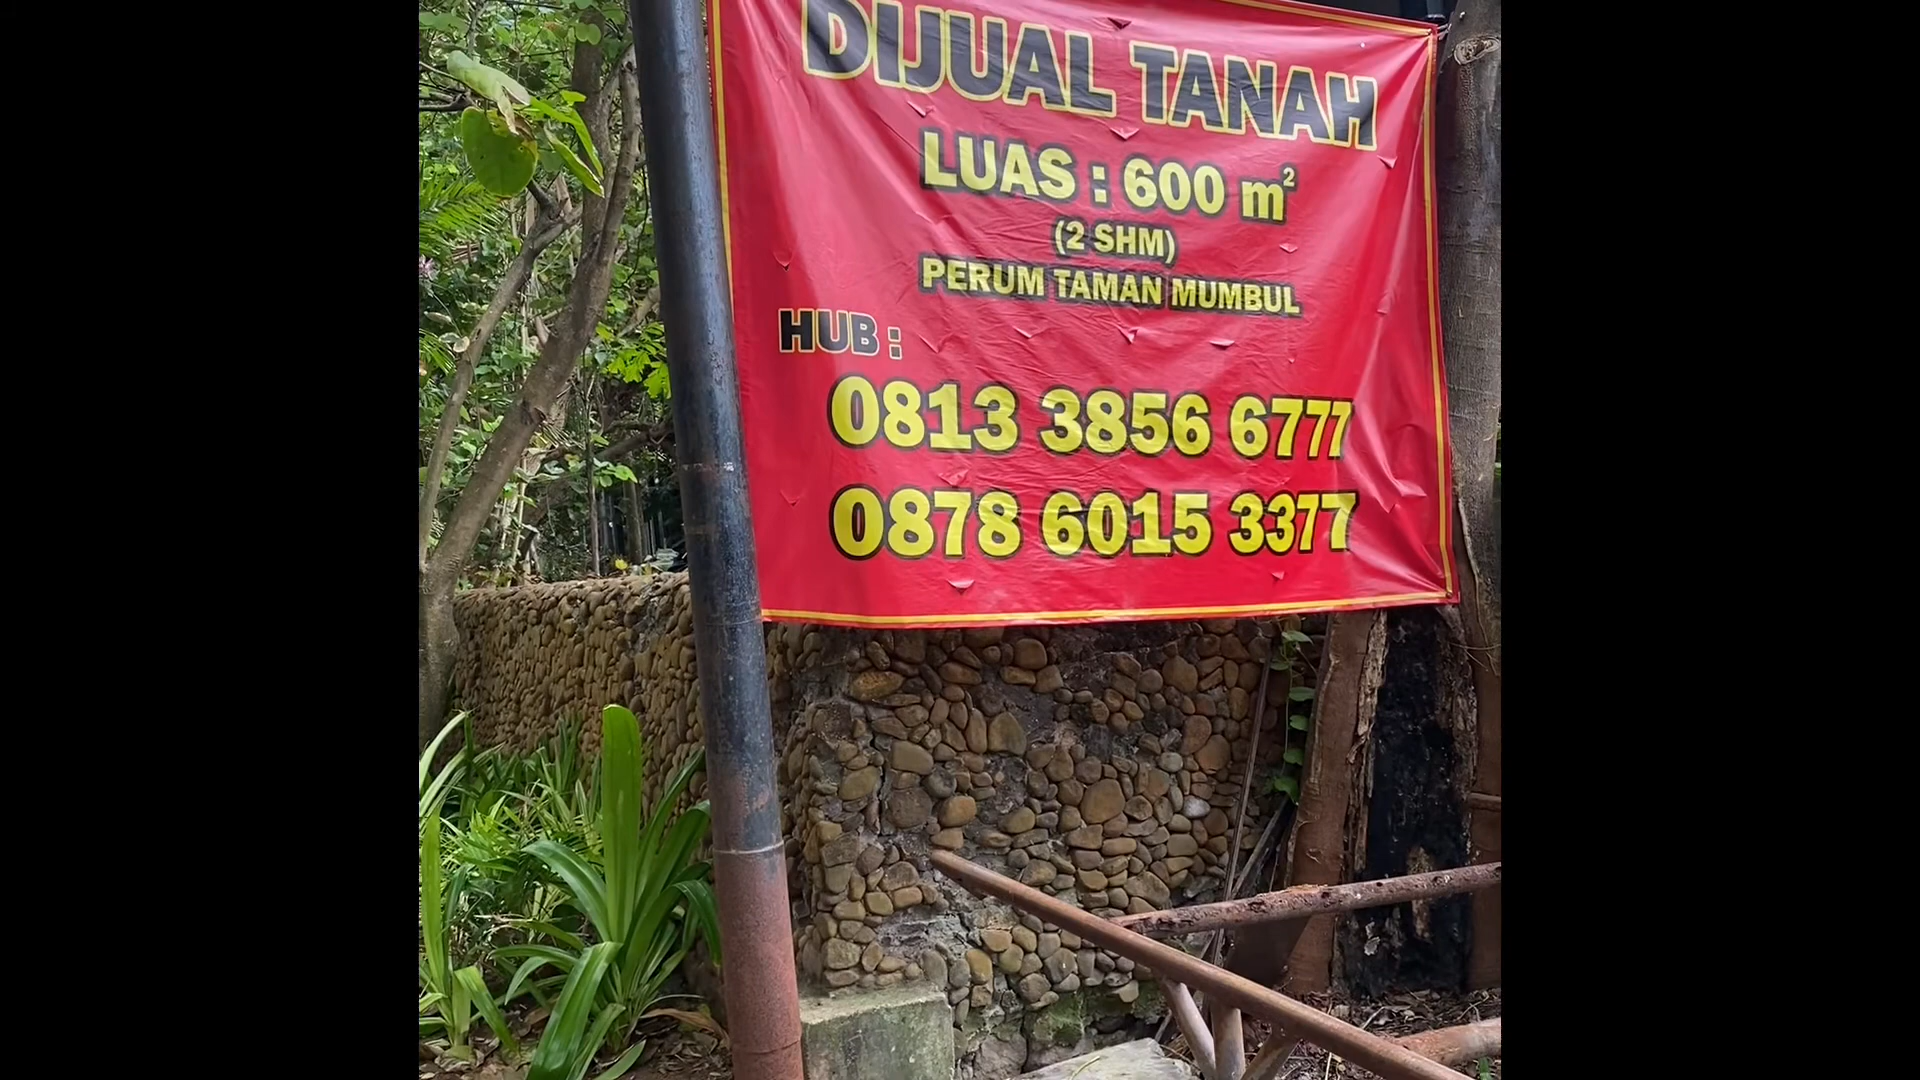 DIJUAL TANAH
LUAS : 600 m²
(2 SHM)
PERUM TAMAN MUMBUL
HUB :
0813 3856 6777
0878 6015 3377